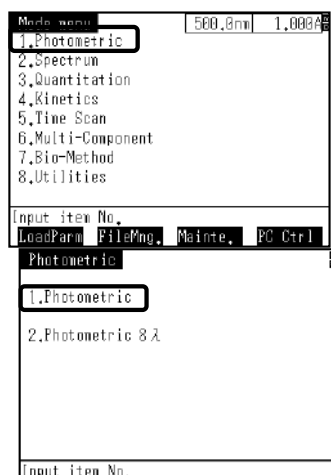 Mode menu 500.0nm 1.000A
1.Photometric
2.Spectrum
3.Quantitation
4.Kinetics
5.Time Scan
6.Multi-Component
7.Bio-Method
8.Utilities
Input item No.
LoadParm FileMng. Mainte. PC Ctrl
Photometric
1.Photometric
2.Photometric 8λ
Input item No.